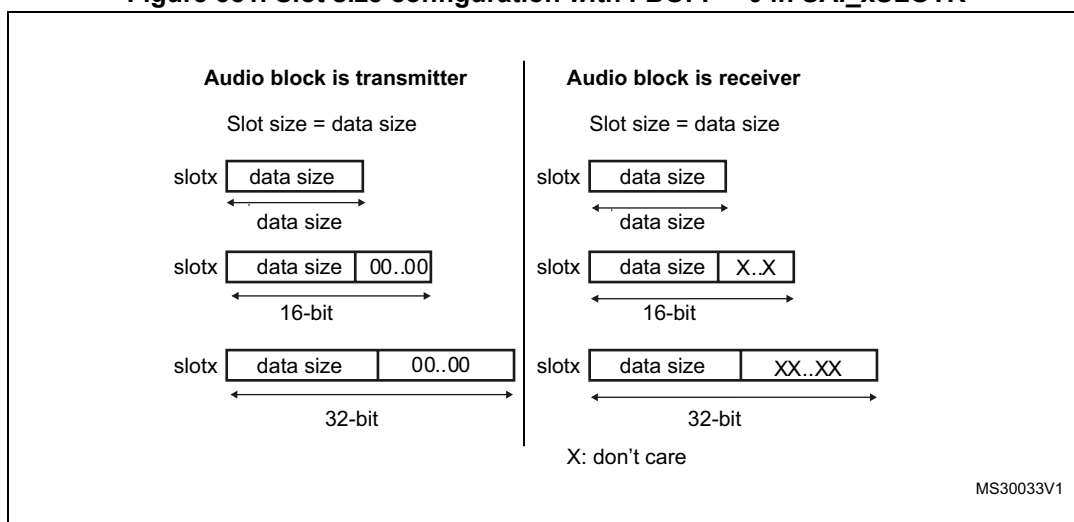 Audio block is transmitter
Slot size = data size
slotx data size
data size
slotx data size 00..00
16-bit
slotx data size 00..00
32-bit
Audio block is receiver
Slot size = data size
slotx data size
data size
slotx data size X..X
16-bit
slotx data size XX..XX
32-bit
X: don't care
MS30033V1